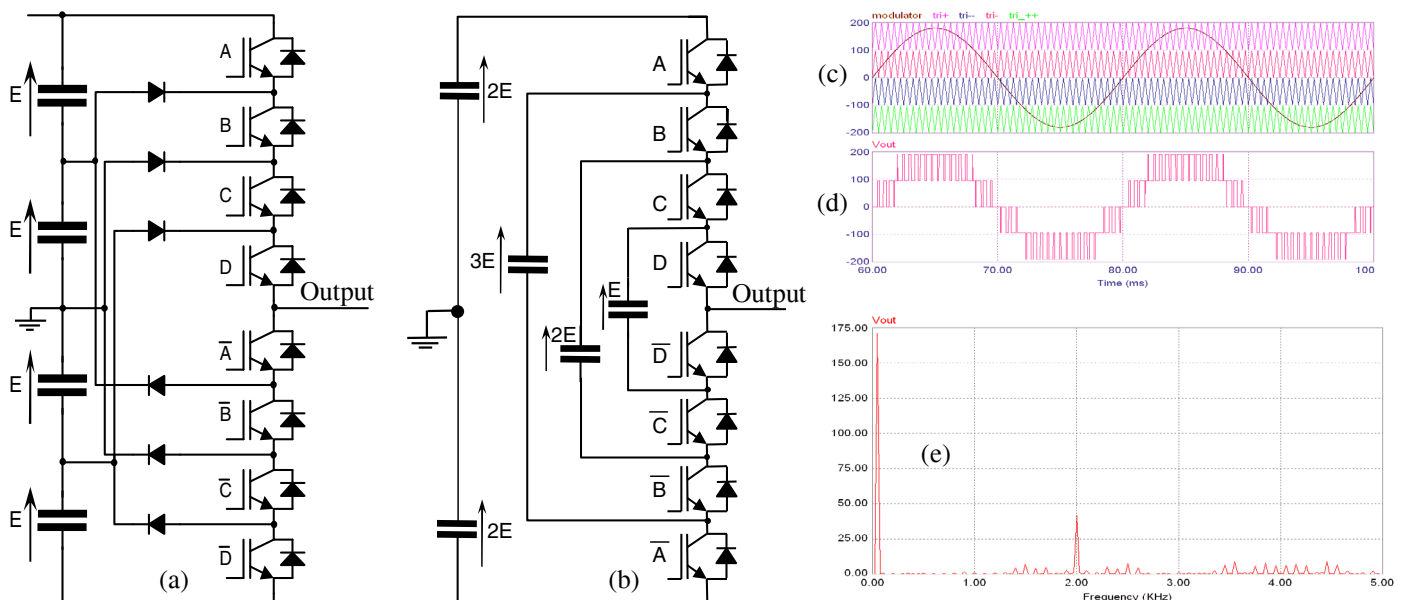 A
E
B
C
E
D
Output
A̅
E
B̅
C̅
E
D̅
(a)
A
2E
B
C
3E
D
E
Output
2E
D̅
C̅
2E
B̅
A̅
(b)
modulator tri+ tri-- tri- tri_++
200
100
0
-100
-200
(c)
Vout
200
100
0
-100
-200
(d)
60.00 70.00 80.00 90.00 100
Time (ms)
Vout
175.00
150.00
125.00
100.00
75.00
50.00
25.00
0.00
(e)
0.00 1.00 2.00 3.00 4.00 5.00
Frequency (KHz)